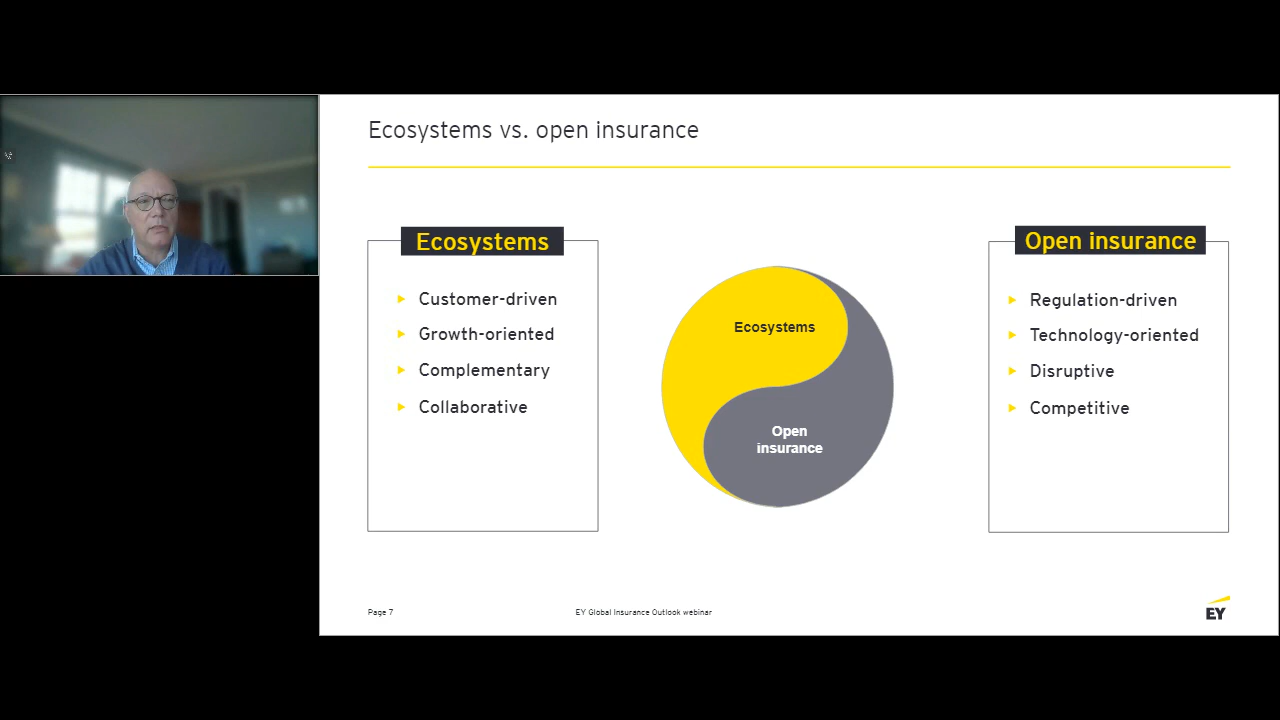 Ecosystems vs. open insurance
Ecosystems
Customer-driven
Growth-oriented
Complementary
Collaborative
Ecosystems
Open
insurance
Open insurance
Regulation-driven
Technology-oriented
Disruptive
Competitive
Page 7
EY Global Insurance Outlook webinar
EY